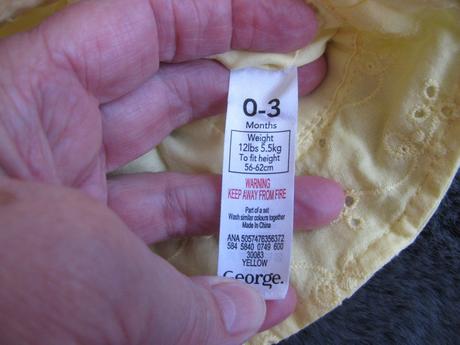 0-3
Months
Weight
12lbs 5.5kg
To fit height
56-62cm
WARNING
KEEP AWAY FROM FIRE
Part of a set
Wash similar colours together
Made In China
ANA 5057476356372
584 5840 0749 600
30083
YELLOW
George.